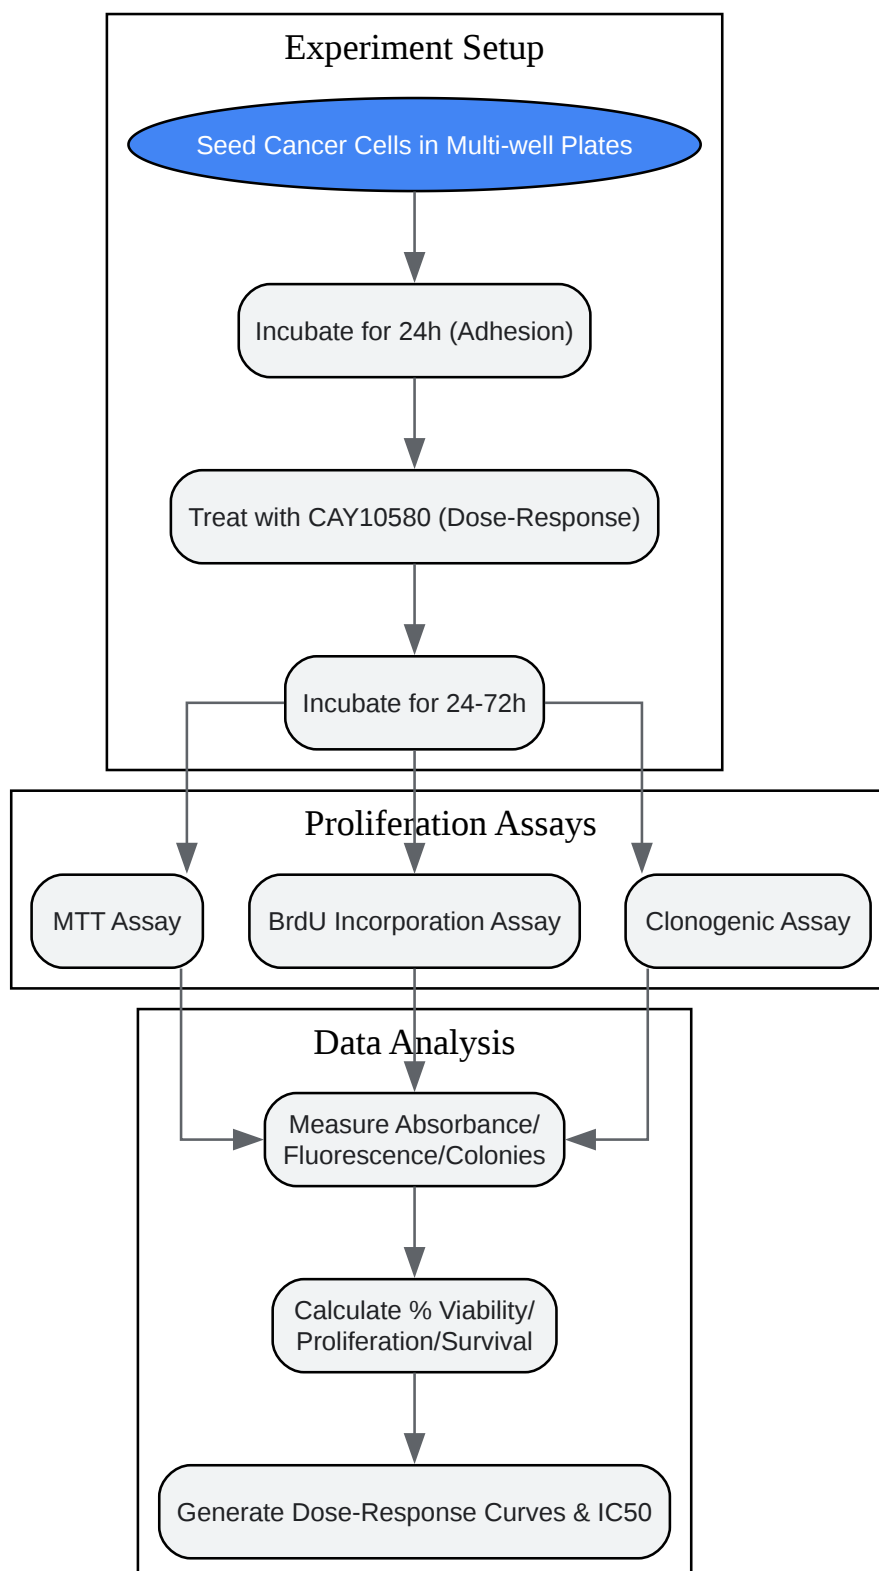 Experiment Setup
Seed Cancer Cells in Multi-well Plates
Incubate for 24h (Adhesion)
Treat with CAY10580 (Dose-Response)
Incubate for 24-72h
Proliferation Assays
MTT Assay
BrdU Incorporation Assay
Clonogenic Assay
Data Analysis
Measure Absorbance/
Fluorescence/Colonies
Calculate % Viability/
Proliferation/Survival
Generate Dose-Response Curves & IC50